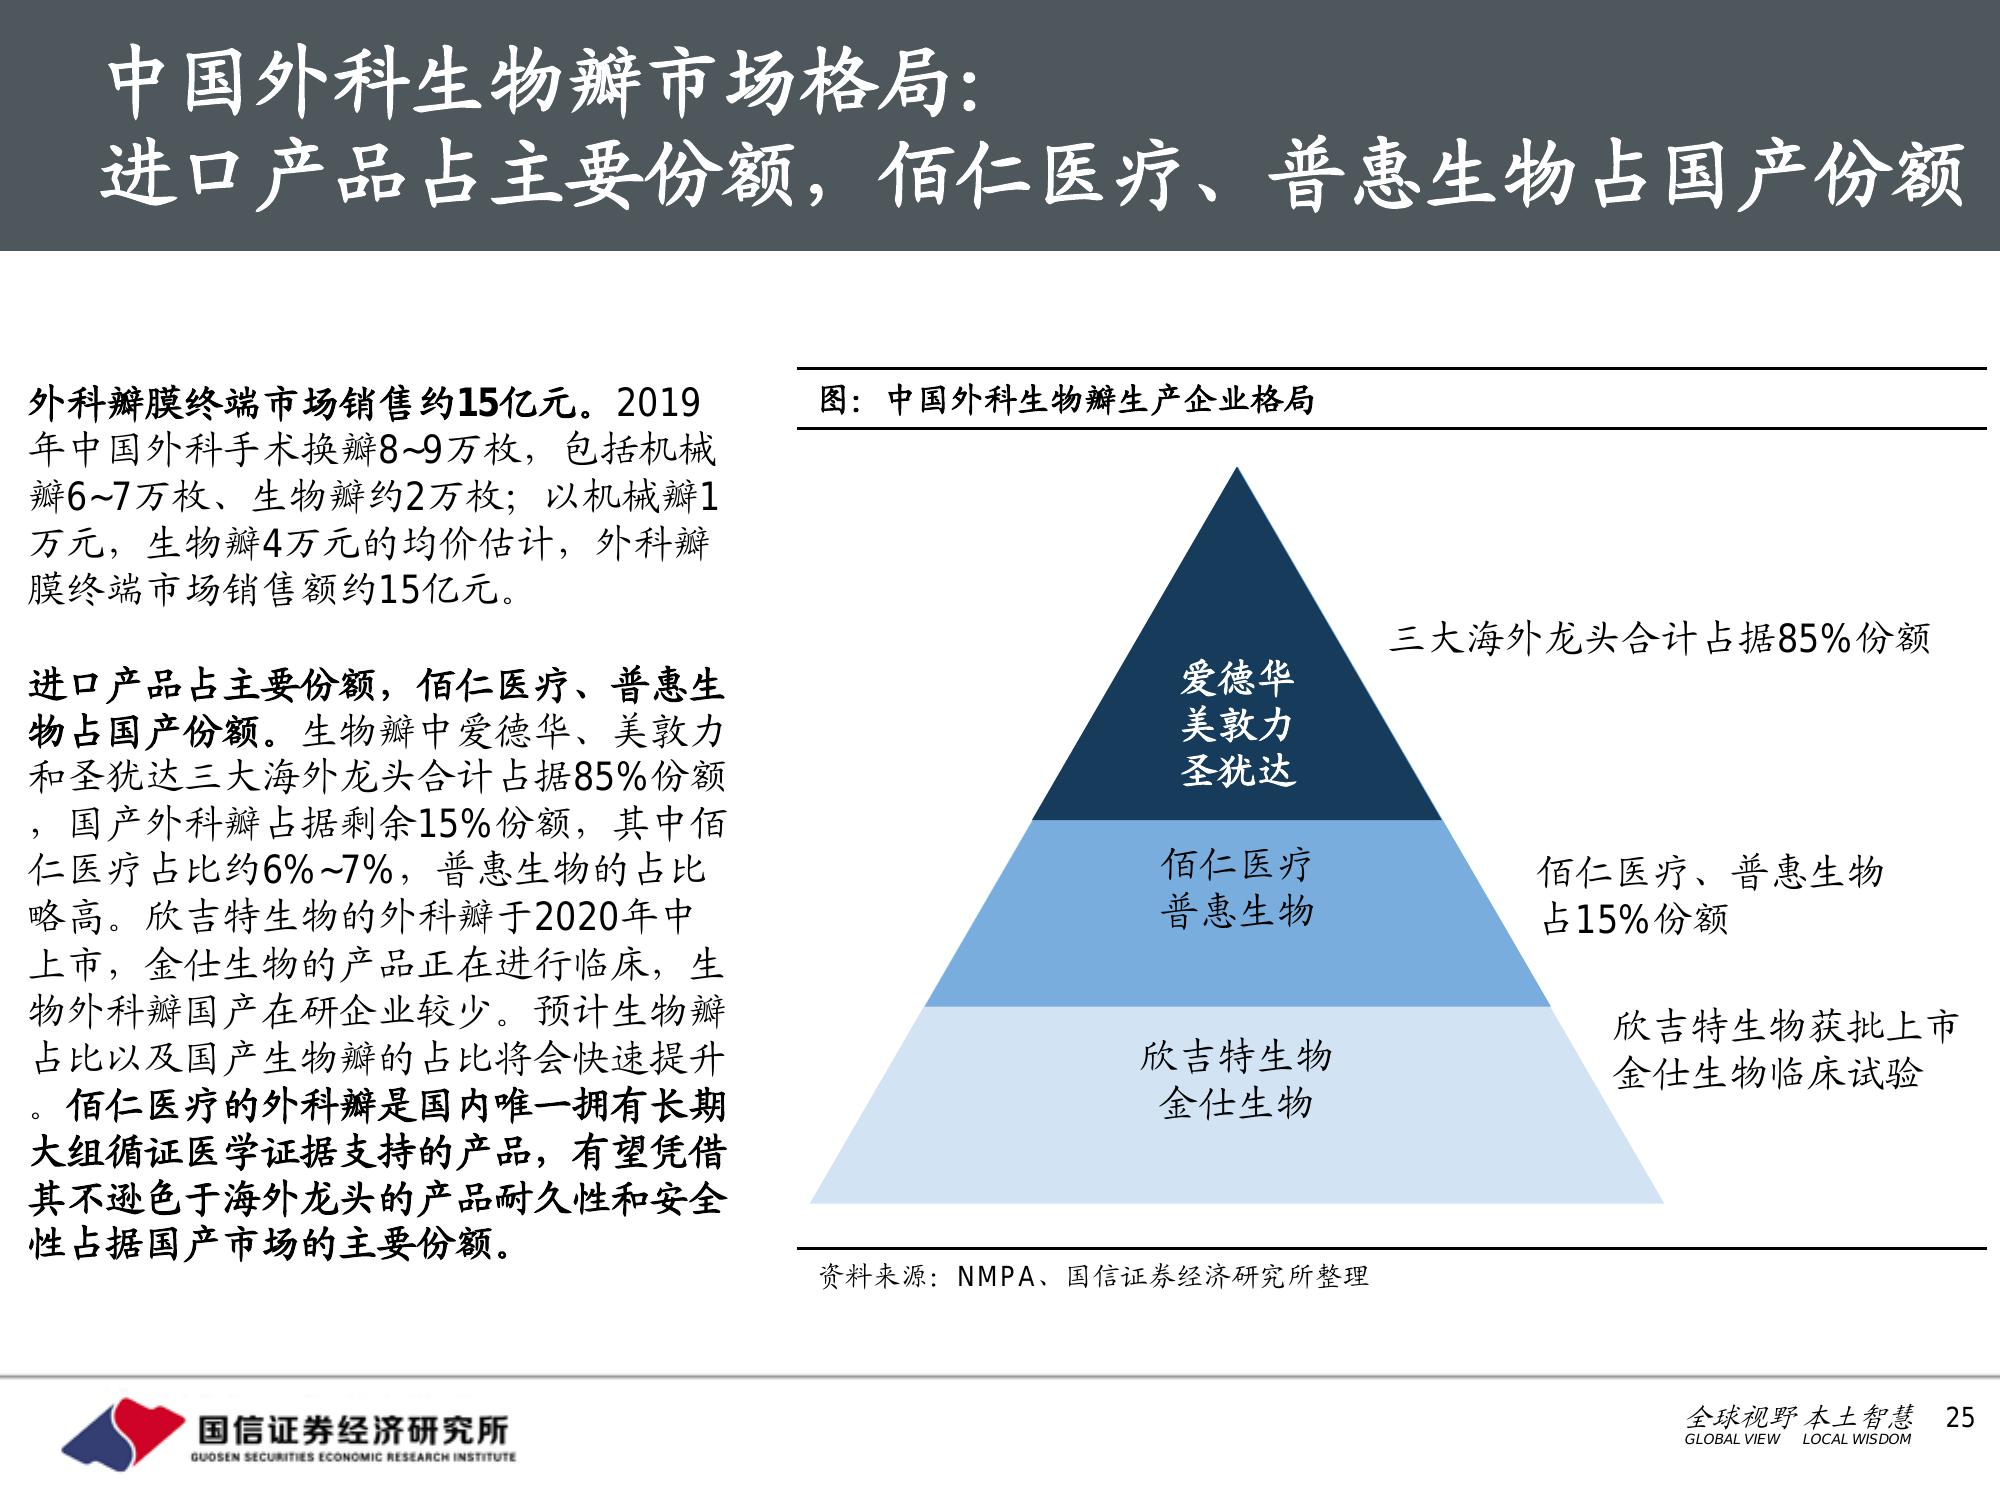 中国外科生物瓣市场格局：
进口产品占主要份额，佰仁医疗、普惠生物占国产份额
外科瓣膜终端市场销售约15亿元。2019
年中国外科手术换瓣8~9万枚，包括机械
瓣6~7万枚、生物瓣约2万枚；以机械瓣1
万元，生物瓣4万元的均价估计，外科瓣
膜终端市场销售额约15亿元。
进口产品占主要份额，佰仁医疗、普惠生
物占国产份额。生物瓣中爱德华、美敦力
和圣犹达三大海外龙头合计占据85%份额
，国产外科瓣占据剩余15%份额，其中佰
仁医疗占比约6%~7%，普惠生物的占比
略高。欣吉特生物的外科瓣于2020年中
上市，金仕生物的产品正在进行临床，生
物外科瓣国产在研企业较少。预计生物瓣
占比以及国产生物瓣的占比将会快速提升
。佰仁医疗的外科瓣是国内唯一拥有长期
大组循证医学证据支持的产品，有望凭借
其不逊色于海外龙头的产品耐久性和安全
性占据国产市场的主要份额。
图：中国外科生物瓣生产企业格局
三大海外龙头合计占据85%份额
爱德华
美敦力
圣犹达
佰仁医疗
普惠生物
佰仁医疗、普惠生物
占15%份额
欣吉特生物
金仕生物
欣吉特生物获批上市
金仕生物临床试验
资料来源：NMPA、国信证券经济研究所整理
国信证券经济研究所
GUOSEN SECURITIES ECONOMIC RESEARCH INSTITUTE
全球视野 本土智慧
GLOBAL VIEW LOCAL WISDOM
25